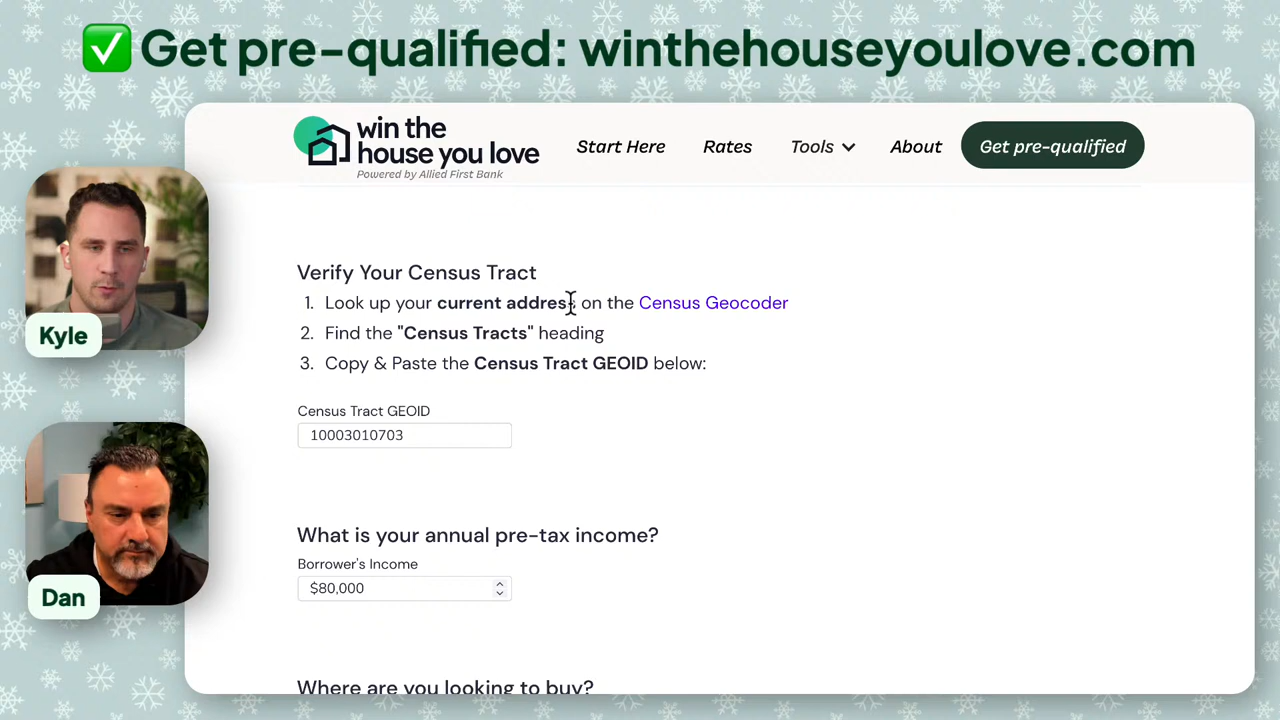 ✅ Get pre-qualified: winthehouseyoulove.com
win the
house you love
Powered by Allied First Bank
Start Here
Rates
Tools
About
Get pre-qualified
Verify Your Census Tract
1. Look up your current address on the Census Geocoder
2. Find the "Census Tracts" heading
3. Copy & Paste the Census Tract GEOID below:
Census Tract GEOID
10003010703
What is your annual pre-tax income?
Borrower's Income
$80,000
Where are you looking to buy?
Kyle
Dan